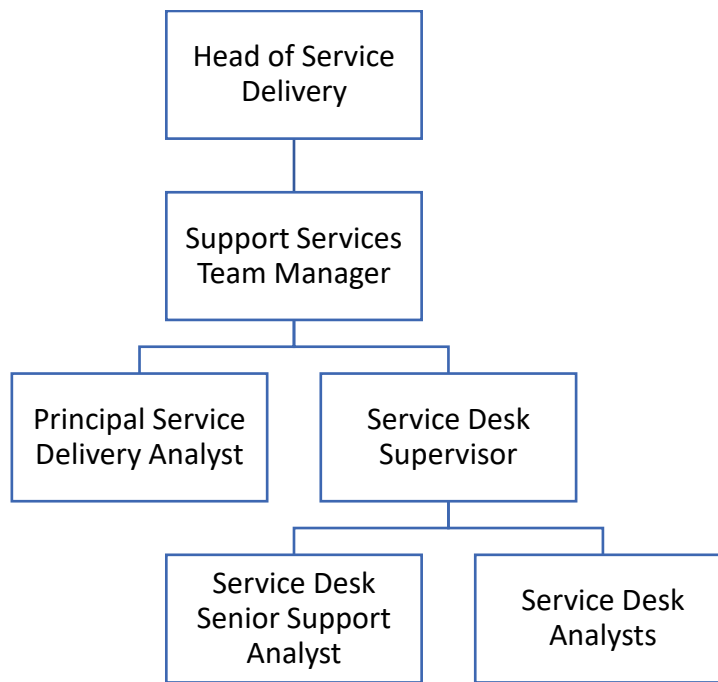 Head of Service
Delivery
Support Services
Team Manager
Principal Service
Delivery Analyst
Service Desk
Supervisor
Service Desk
Senior Support
Analyst
Service Desk
Analysts